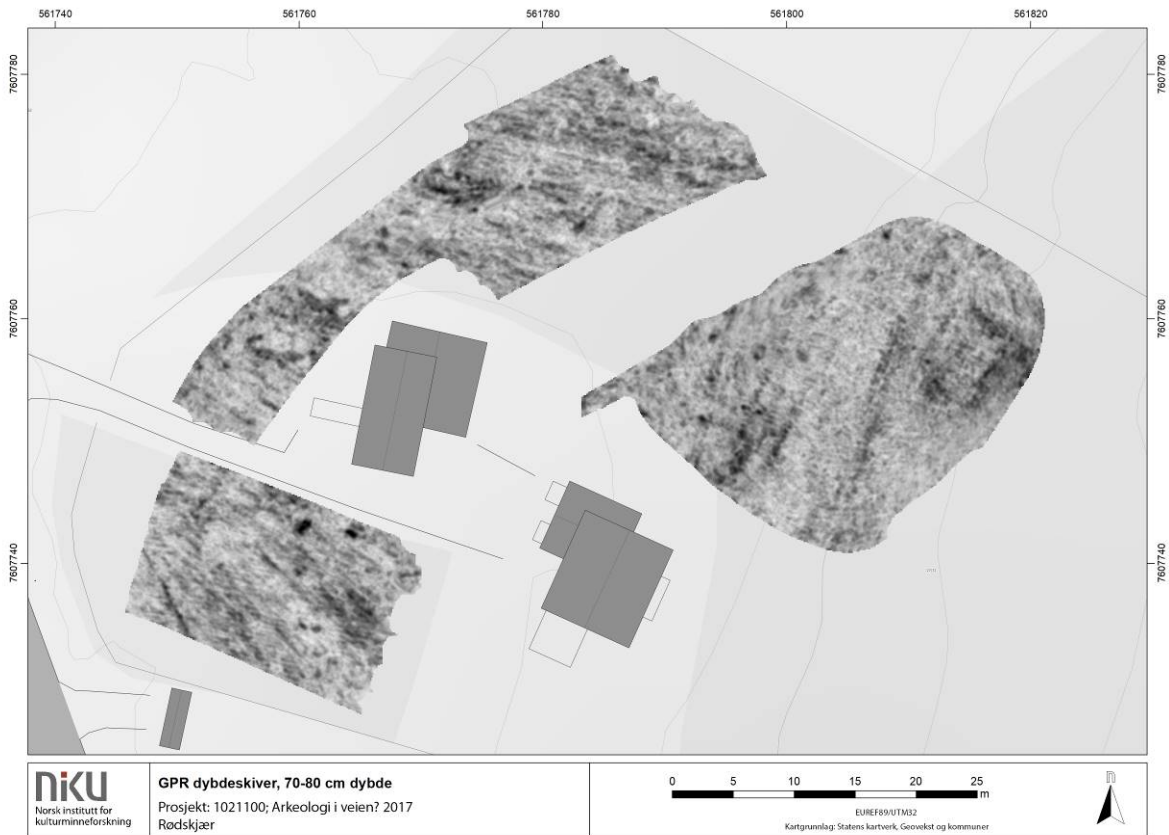 561740 561760 561780 561800 561820
7607780 7607780
7607760 7607760
7607740 7607740
niku
Norsk institutt for
kulturminneforskning
GPR dybdeskiver, 70-80 cm dybde
Prosjekt: 1021100; Arkeologi i veien? 2017
Rødskjær
0 5 10 15 20 25
m
EUREF89/UTM32
Kartgrunnlag: Statens kartverk, Geovekst og kommuner
n